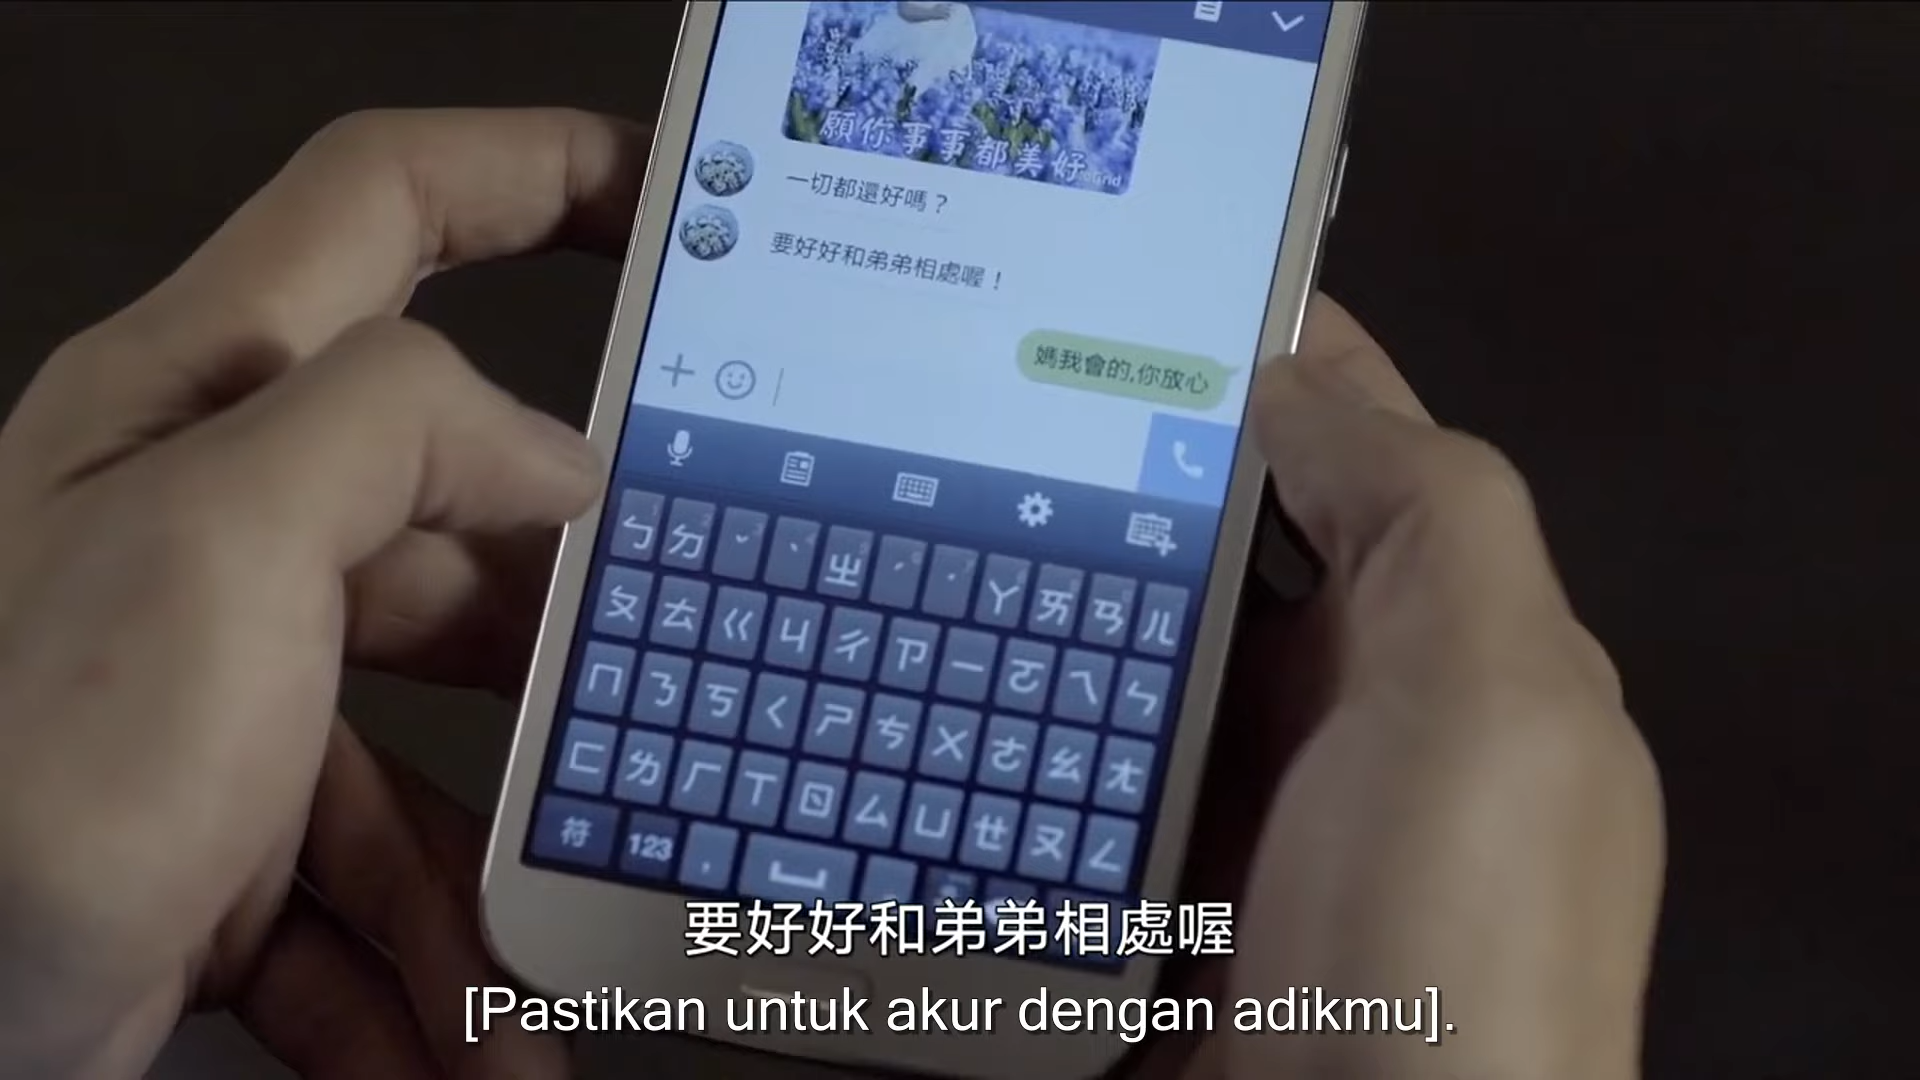 願你事事都美好
一切都還好嗎？
要好好和弟弟相處喔！
媽我會的,你放心
ㄅ ㄉ ˇ ˋ ㄓ ˊ ˙ ㄚ ㄞ ㄢ ㄦ
ㄆ ㄊ ㄍ ㄐ ㄔ ㄗ ㄧ ㄛ ㄟ ㄣ
ㄇ ㄋ ㄎ ㄑ ㄕ ㄘ ㄨ ㄜ ㄠ ㄤ
ㄈ ㄌ ㄏ ㄒ ㄖ ㄙ ㄩ ㄝ ㄡ ㄥ
符 123 ，
要好好和弟弟相處喔
[Pastikan untuk akur dengan adikmu].